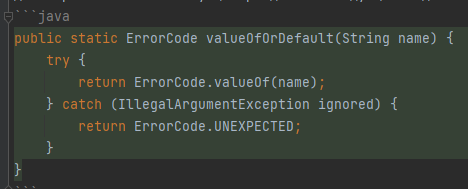 ```java
public static ErrorCode valueOfOrDefault(String name) {
    try {
        return ErrorCode.valueOf(name);
    } catch (IllegalArgumentException ignored) {
        return ErrorCode.UNEXPECTED;
    }
}
```